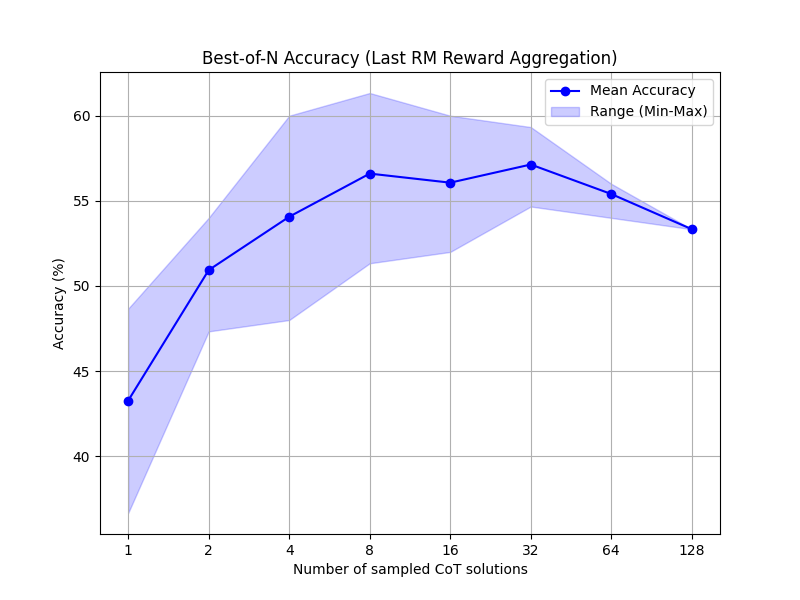 Best-of-N Accuracy (Last RM Reward Aggregation)
Mean Accuracy
Range (Min-Max)
Accuracy (%)
60
55
50
45
40
1 2 4 8 16 32 64 128
Number of sampled CoT solutions